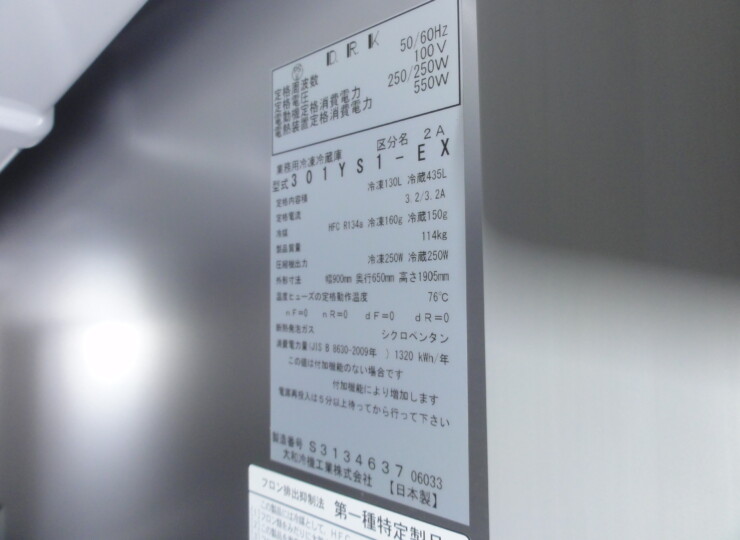 DRK
定格周波数 50/60Hz
定格電圧 100V
電動機定格消費電力 250/250W
電熱装置定格消費電力 550W
区分名 2A
業務用冷凍冷蔵庫
型式 301YS1-EX
定格内容積 冷凍130L 冷蔵435L
定格電流 3.2/3.2A
冷媒 HFC R134a 冷凍160g 冷蔵150g
製品質量 114kg
圧縮機出力 冷凍250W 冷蔵250W
外形寸法 幅900mm 奥行650mm 高さ1905mm
温度ヒューズの定格動作温度 76℃
nF=0 nR=0 dF=0 dR=0
断熱発泡ガス シクロペンタン
消費電力量(JIS B 8630-2009年 ) 1320 kWh/年
この値は付加機能のない場合です
付加機能により増加します
電源再投入は5分以上待ってから行って下さい
製造番号 S3134637 06033
大和冷機工業株式会社 【日本製】
フロン排出抑制法 第一種特定製品
この製品には冷媒として、HFC